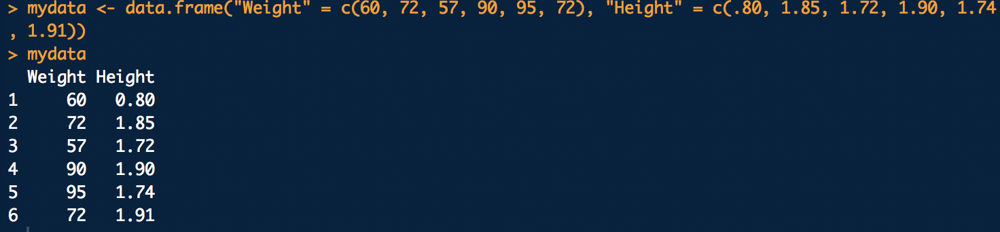 > mydata <- data.frame("Weight" = c(60, 72, 57, 90, 95, 72), "Height" = c(.80, 1.85, 1.72, 1.90, 1.74
, 1.91))
> mydata
  Weight Height
1     60   0.80
2     72   1.85
3     57   1.72
4     90   1.90
5     95   1.74
6     72   1.91